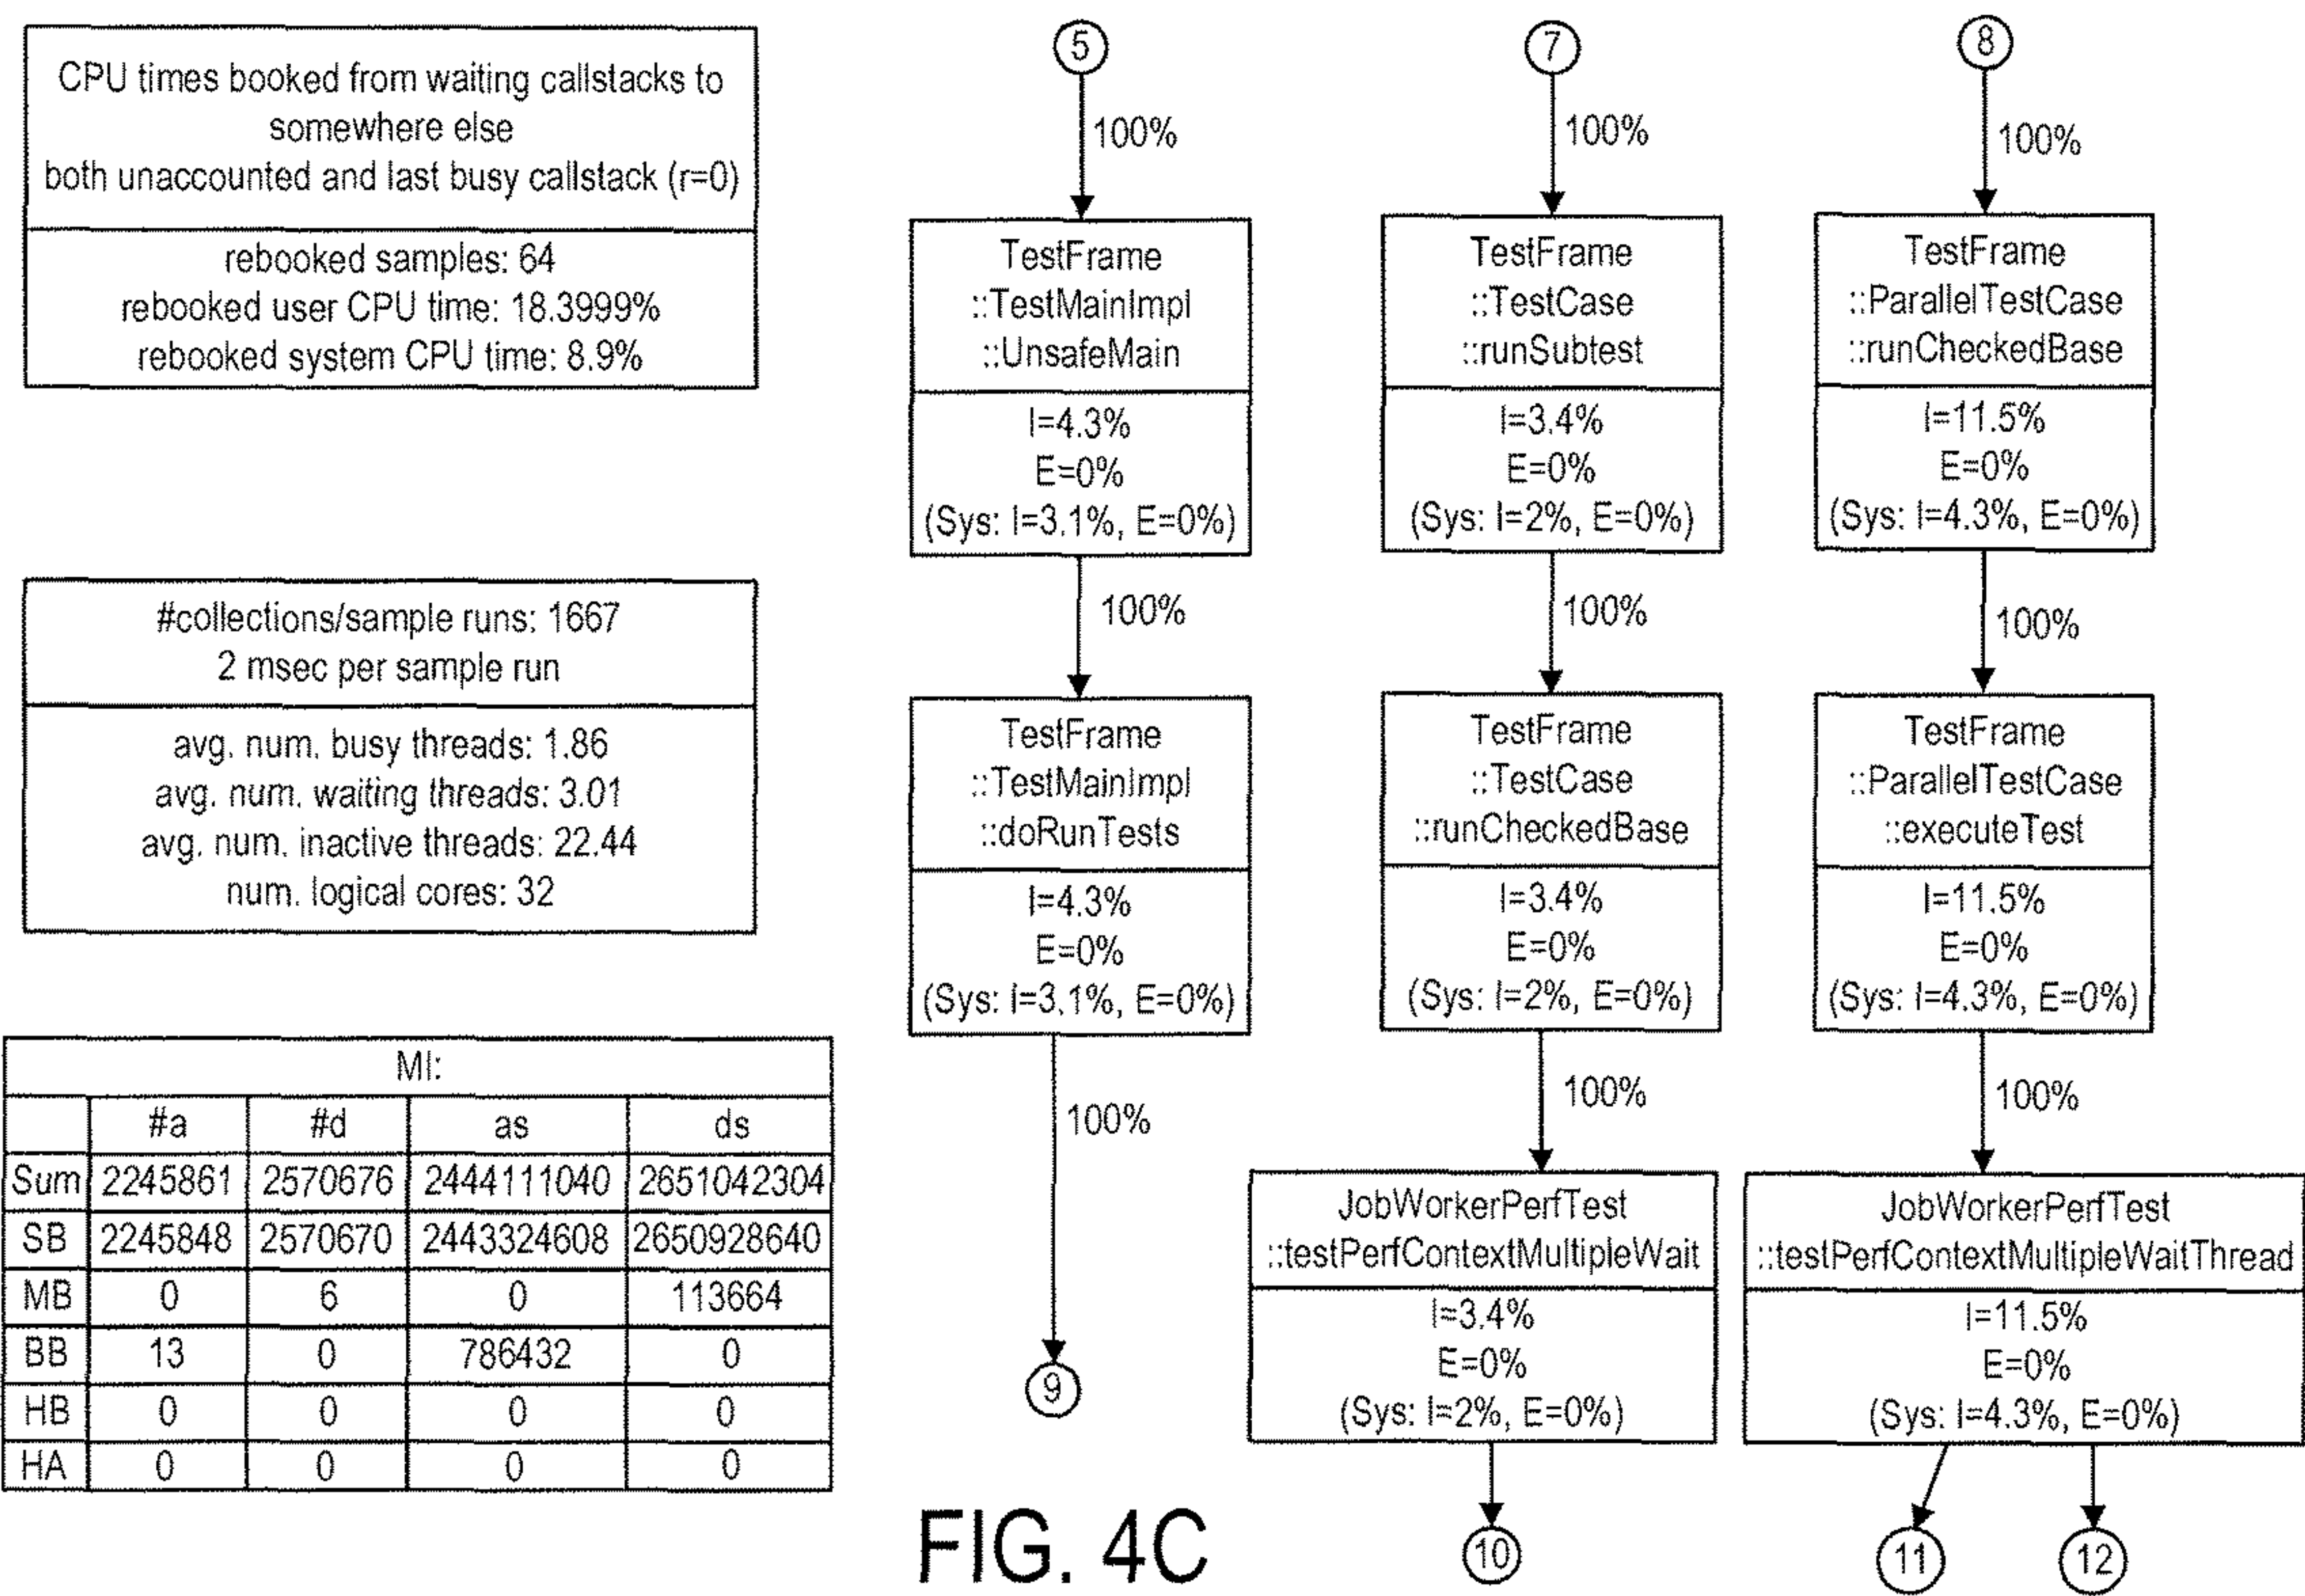 CPU times booked from waiting callstacks to
somewhere else
both unaccounted and last busy callstack (r=0)
rebooked samples: 64
rebooked user CPU time: 18.3999%
rebooked system CPU time: 8.9%
#collections/sample runs: 1667
2 msec per sample run
avg. num. busy threads: 1.86
avg. num. waiting threads: 3.01
avg. num. inactive threads: 22.44
num. logical cores: 32
MI:
#a #d as ds
Sum 2245861 2570676 2444111040 2651042304
SB 2245848 2570670 2443324608 2650928640
MB 0 6 0 113664
BB 13 0 786432 0
HB 0 0 0 0
HA 0 0 0 0
5
100%
TestFrame
::TestMainImpl
::UnsafeMain
I=4.3%
E=0%
(Sys: I=3.1%, E=0%)
100%
TestFrame
::TestMainImpl
::doRunTests
I=4.3%
E=0%
(Sys: I=3.1%, E=0%)
100%
9
7
100%
TestFrame
::TestCase
::runSubtest
I=3.4%
E=0%
(Sys: I=2%, E=0%)
100%
TestFrame
::TestCase
::runCheckedBase
I=3.4%
E=0%
(Sys: I=2%, E=0%)
100%
JobWorkerPerfTest
::testPerfContextMultipleWait
I=3.4%
E=0%
(Sys: I=2%, E=0%)
10
8
100%
TestFrame
::ParallelTestCase
::runCheckedBase
I=11.5%
E=0%
(Sys: I=4.3%, E=0%)
100%
TestFrame
::ParallelTestCase
::executeTest
I=11.5%
E=0%
(Sys: I=4.3%, E=0%)
100%
JobWorkerPerfTest
::testPerfContextMultipleWaitThread
I=11.5%
E=0%
(Sys: I=4.3%, E=0%)
11
12
FIG. 4C